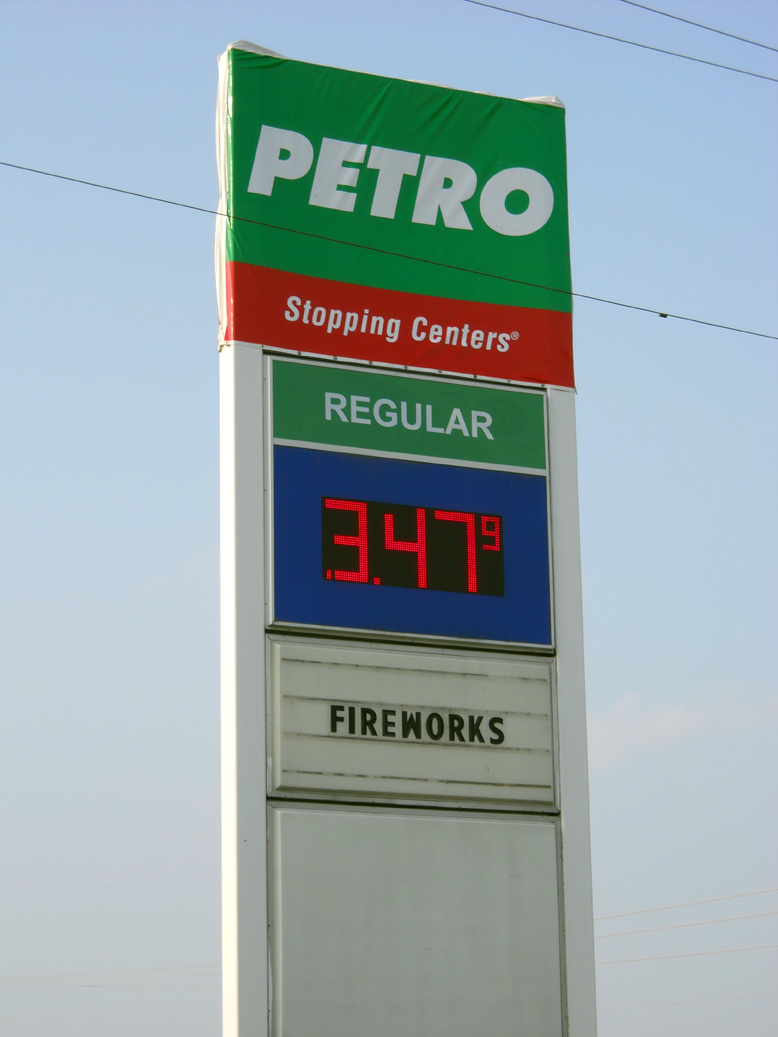 PETRO
Stopping Centers®
REGULAR
3.479
FIREWORKS